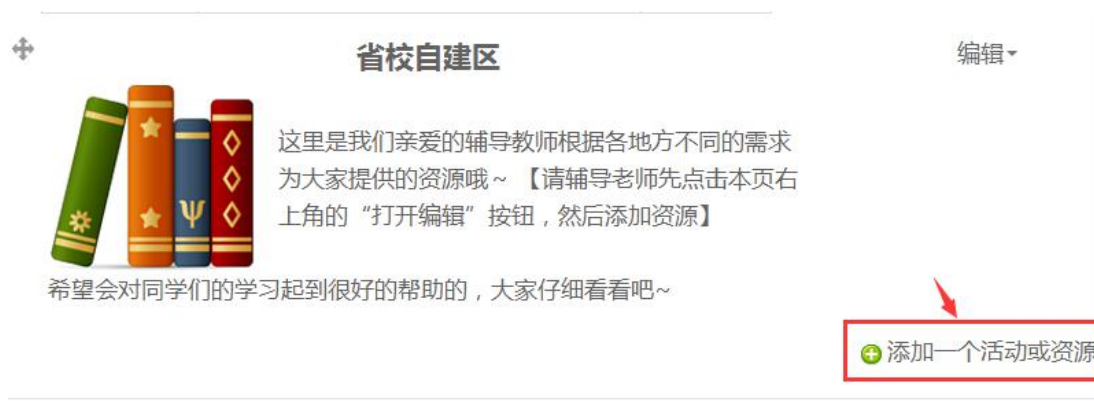 省校自建区
编辑
这里是我们亲爱的辅导教师根据各地方不同的需求
为大家提供的资源哦~ 【请辅导老师先点击本页右
上角的“打开编辑”按钮，然后添加资源】
希望会对同学们的学习起到很好的帮助的，大家仔细看看吧~
添加一个活动或资源